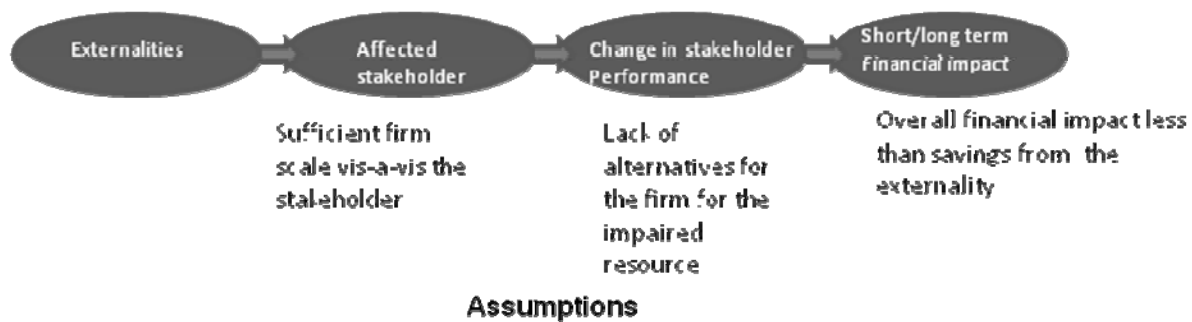 Externalities
Affected
stakeholder
Change in stakeholder
Performance
Short/long term
Financial impact
Sufficient firm
scale vis-a-vis the
stakeholder
Lack of
alternatives for
the firm for the
impaired
resource
Overall financial impact less
than savings from the
externality
Assumptions